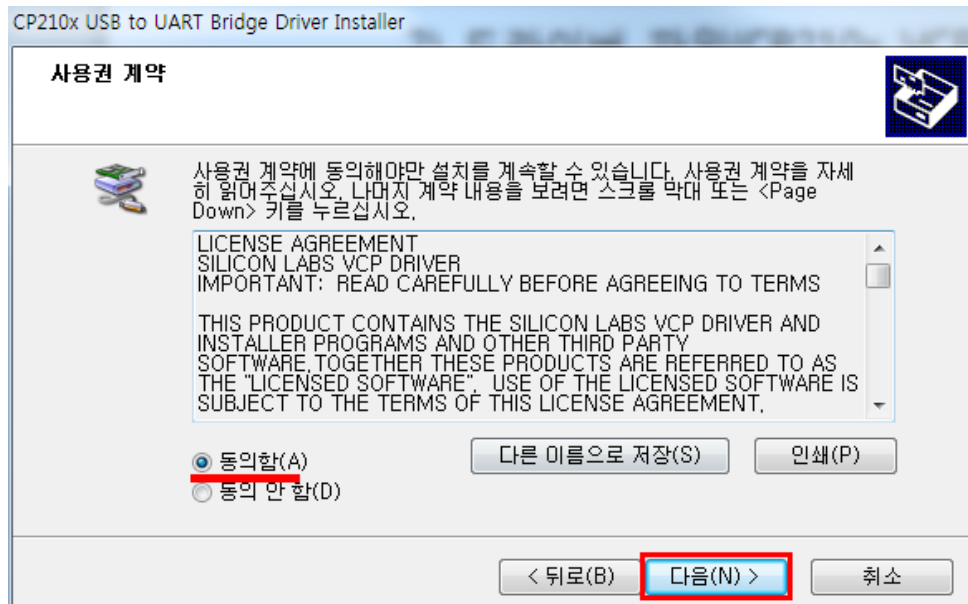 CP210x USB to UART Bridge Driver Installer
사용권 계약
사용권 계약에 동의해야만 설치를 계속할 수 있습니다. 사용권 계약을 자세
히 읽어주십시오. 나머지 계약 내용을 보려면 스크롤 막대 또는 <Page
Down> 키를 누르십시오.
LICENSE AGREEMENT
SILICON LABS VCP DRIVER
IMPORTANT: READ CAREFULLY BEFORE AGREEING TO TERMS
THIS PRODUCT CONTAINS THE SILICON LABS VCP DRIVER AND
INSTALLER PROGRAMS AND OTHER THIRD PARTY
SOFTWARE.TOGETHER THESE PRODUCTS ARE REFERRED TO AS
THE "LICENSED SOFTWARE". USE OF THE LICENSED SOFTWARE IS
SUBJECT TO THE TERMS OF THIS LICENSE AGREEMENT.
동의함(A)
다른 이름으로 저장(S)
인쇄(P)
동의 안 함(D)
< 뒤로(B)
다음(N) >
취소